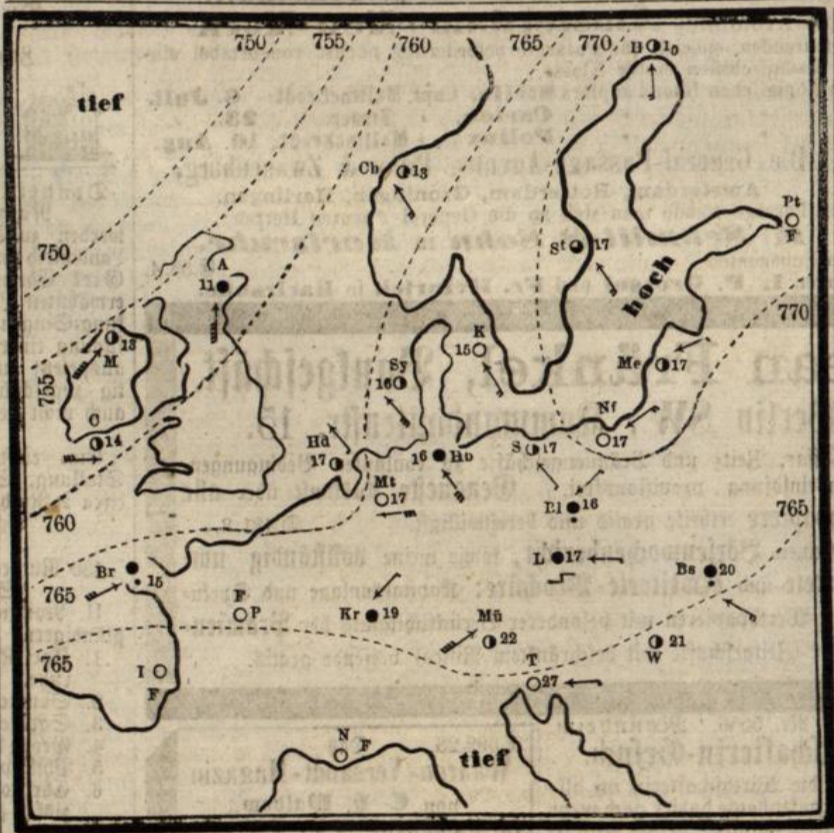 750 755 760 765 770 H 10
tief
Cb 13
Pt
F
St 17
hoch
750
A
11
770
13
M
K
15
Me 17
755
Sy
16
Nf
17
C
14
Hd
17
16 Hb
S 17
Mt
17
760
765
El 16
L 17
Bs 20
Br
15
765
P
P
Kr 19
Mü
22
21
W
765
I
F
T
27
N
F
tief